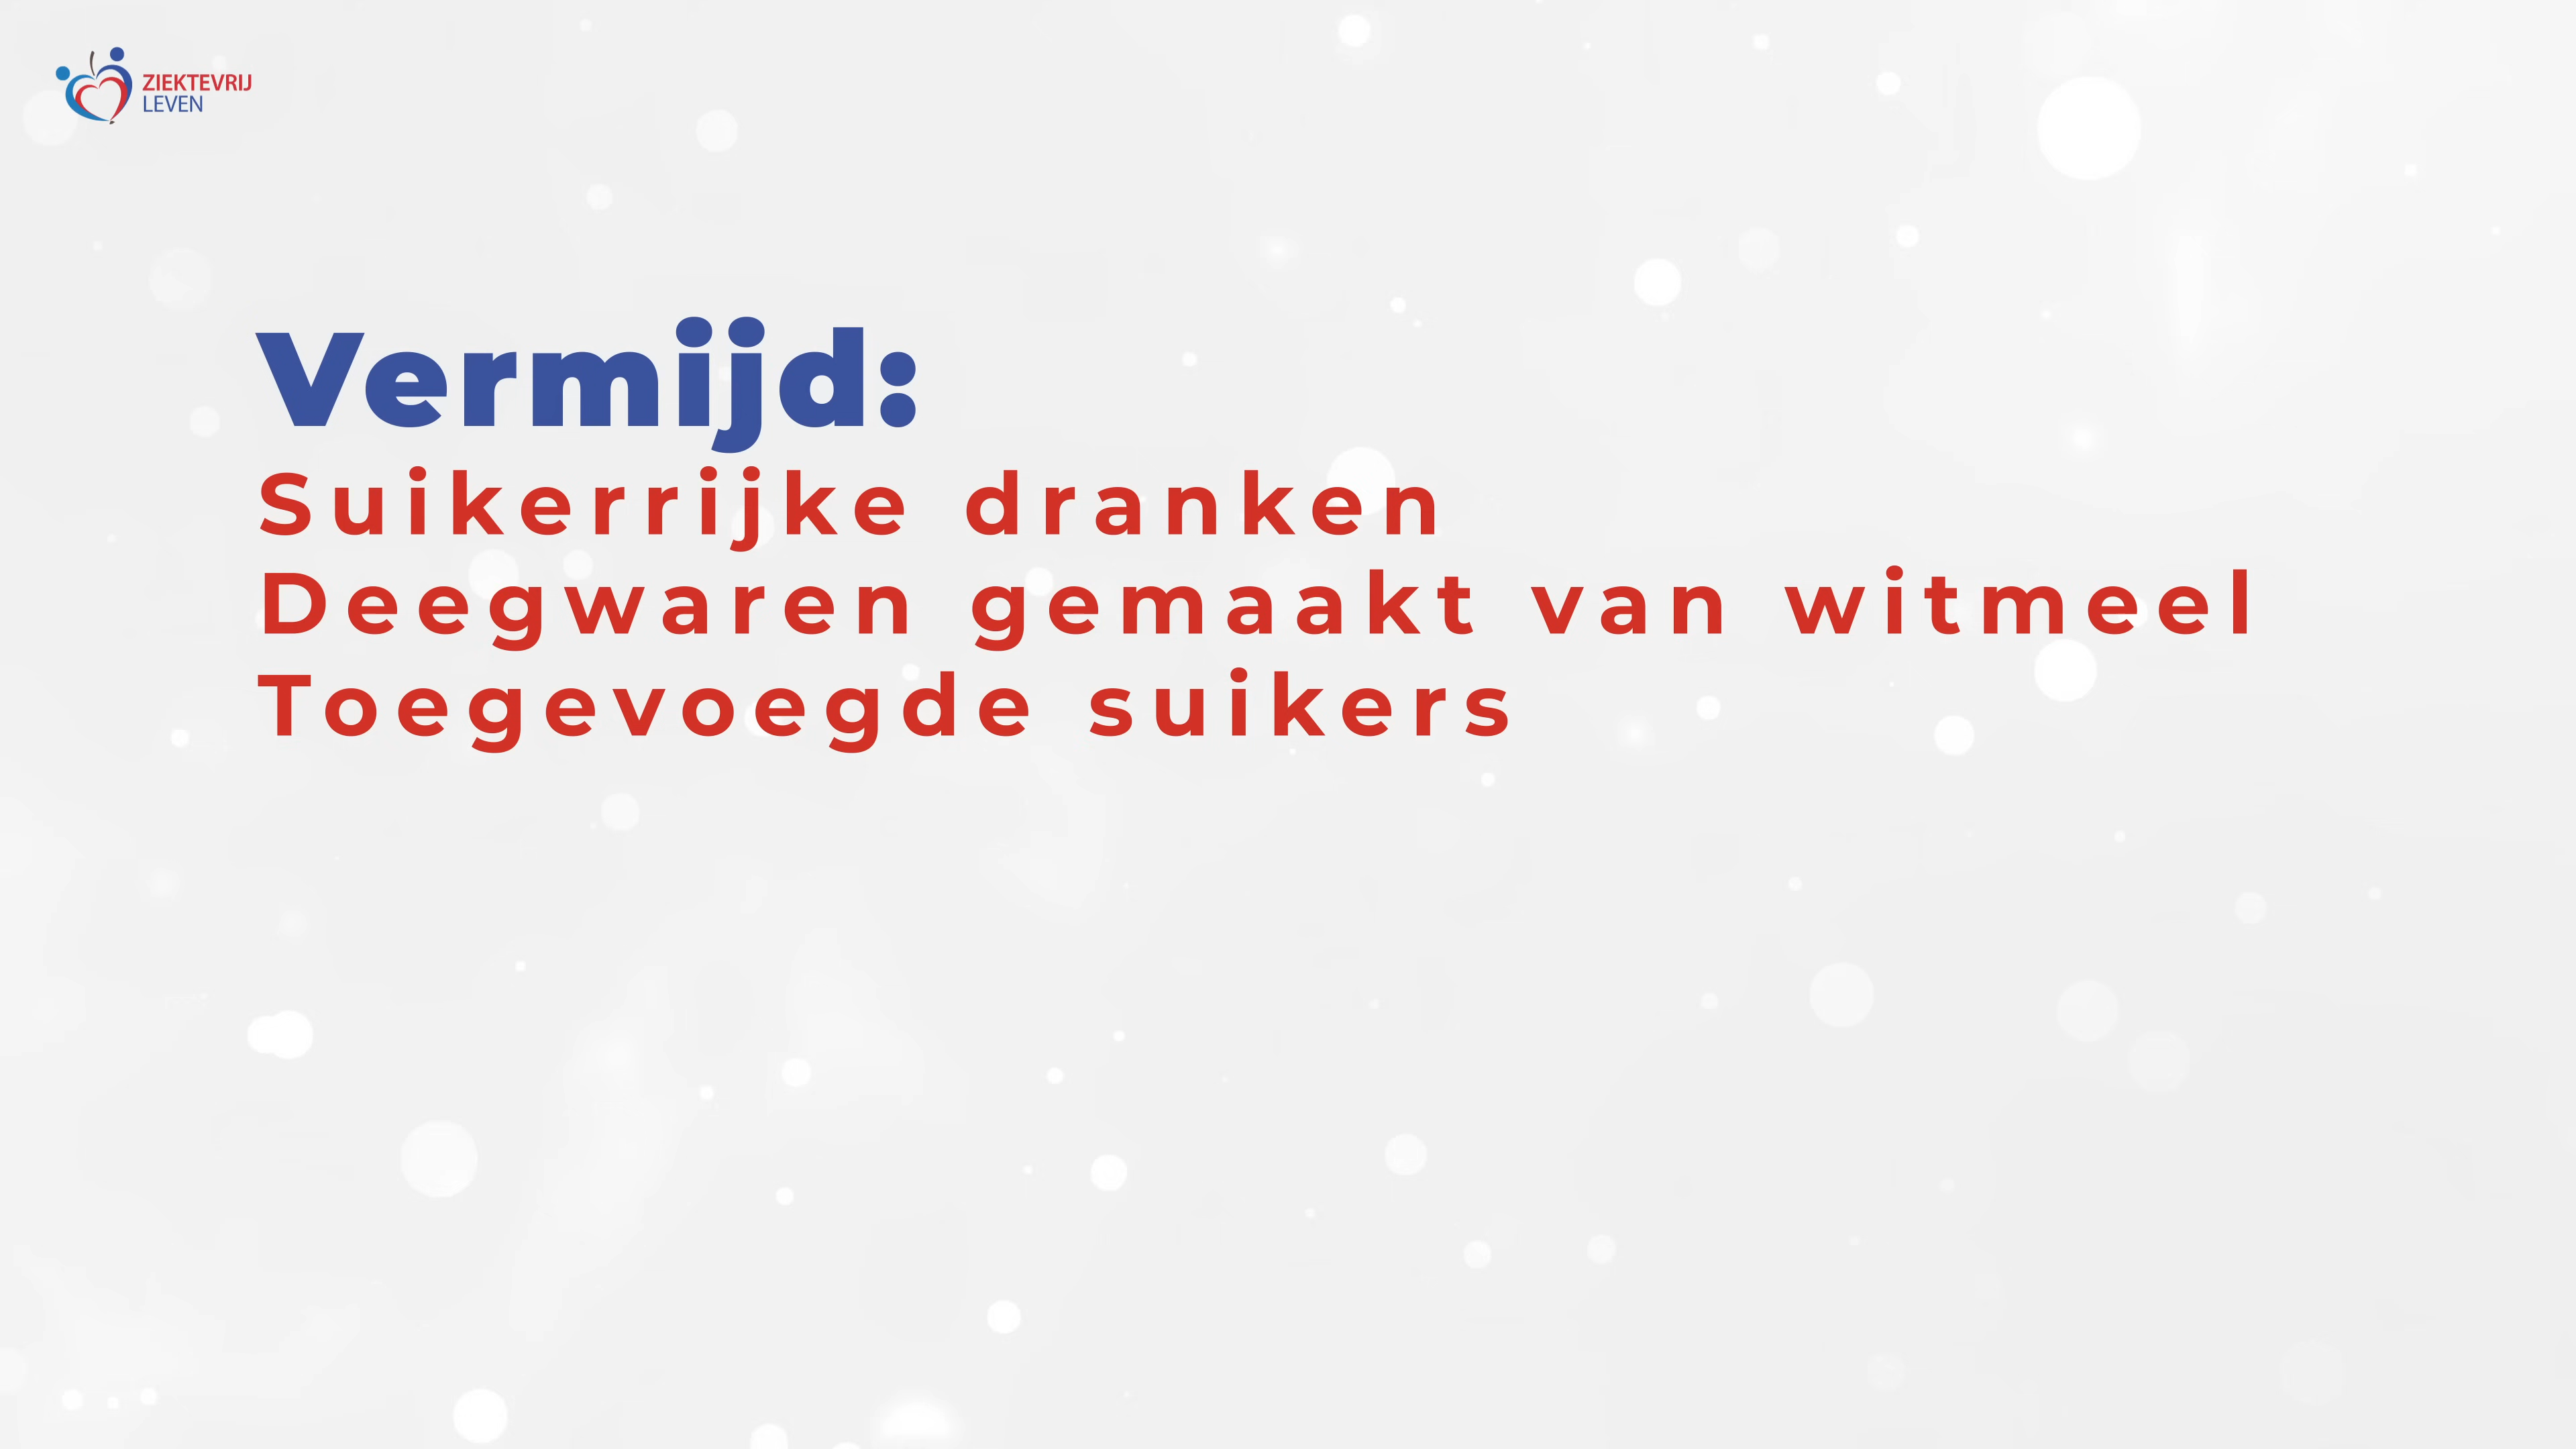 ZIEKTEVRIJ
LEVEN
Vermijd:
Suikerrijke dranken
Deegwaren gemaakt van witmeel
Toegevoegde suikers